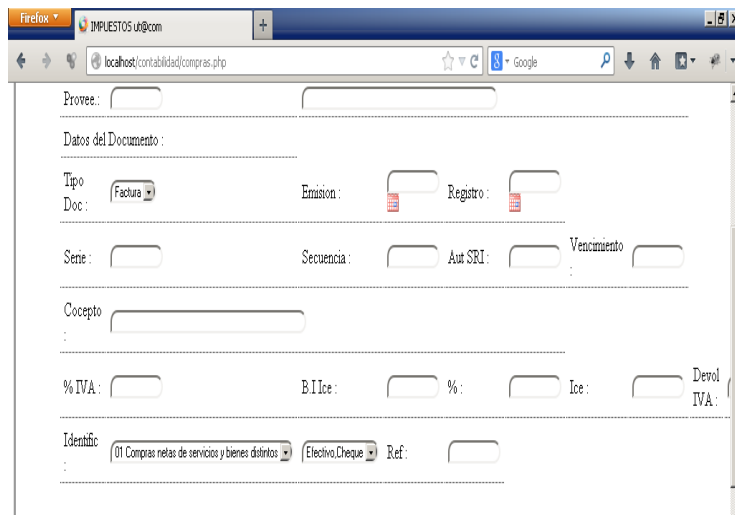 Firefox
IMPUESTOS ut@com
localhost/contabilidad/compras.php
Google
Provee.:
Datos del Documento :
Tipo Doc : Factura Emision : Registro :
Serie : Secuencia : Aut SRI : Vencimiento :
Cocepto :
% IVA : B.I Ice : % : Ice : Devol IVA :
Identific : 01 Compras netas de servicios y bienes distintos Efectivo,Cheque Ref :